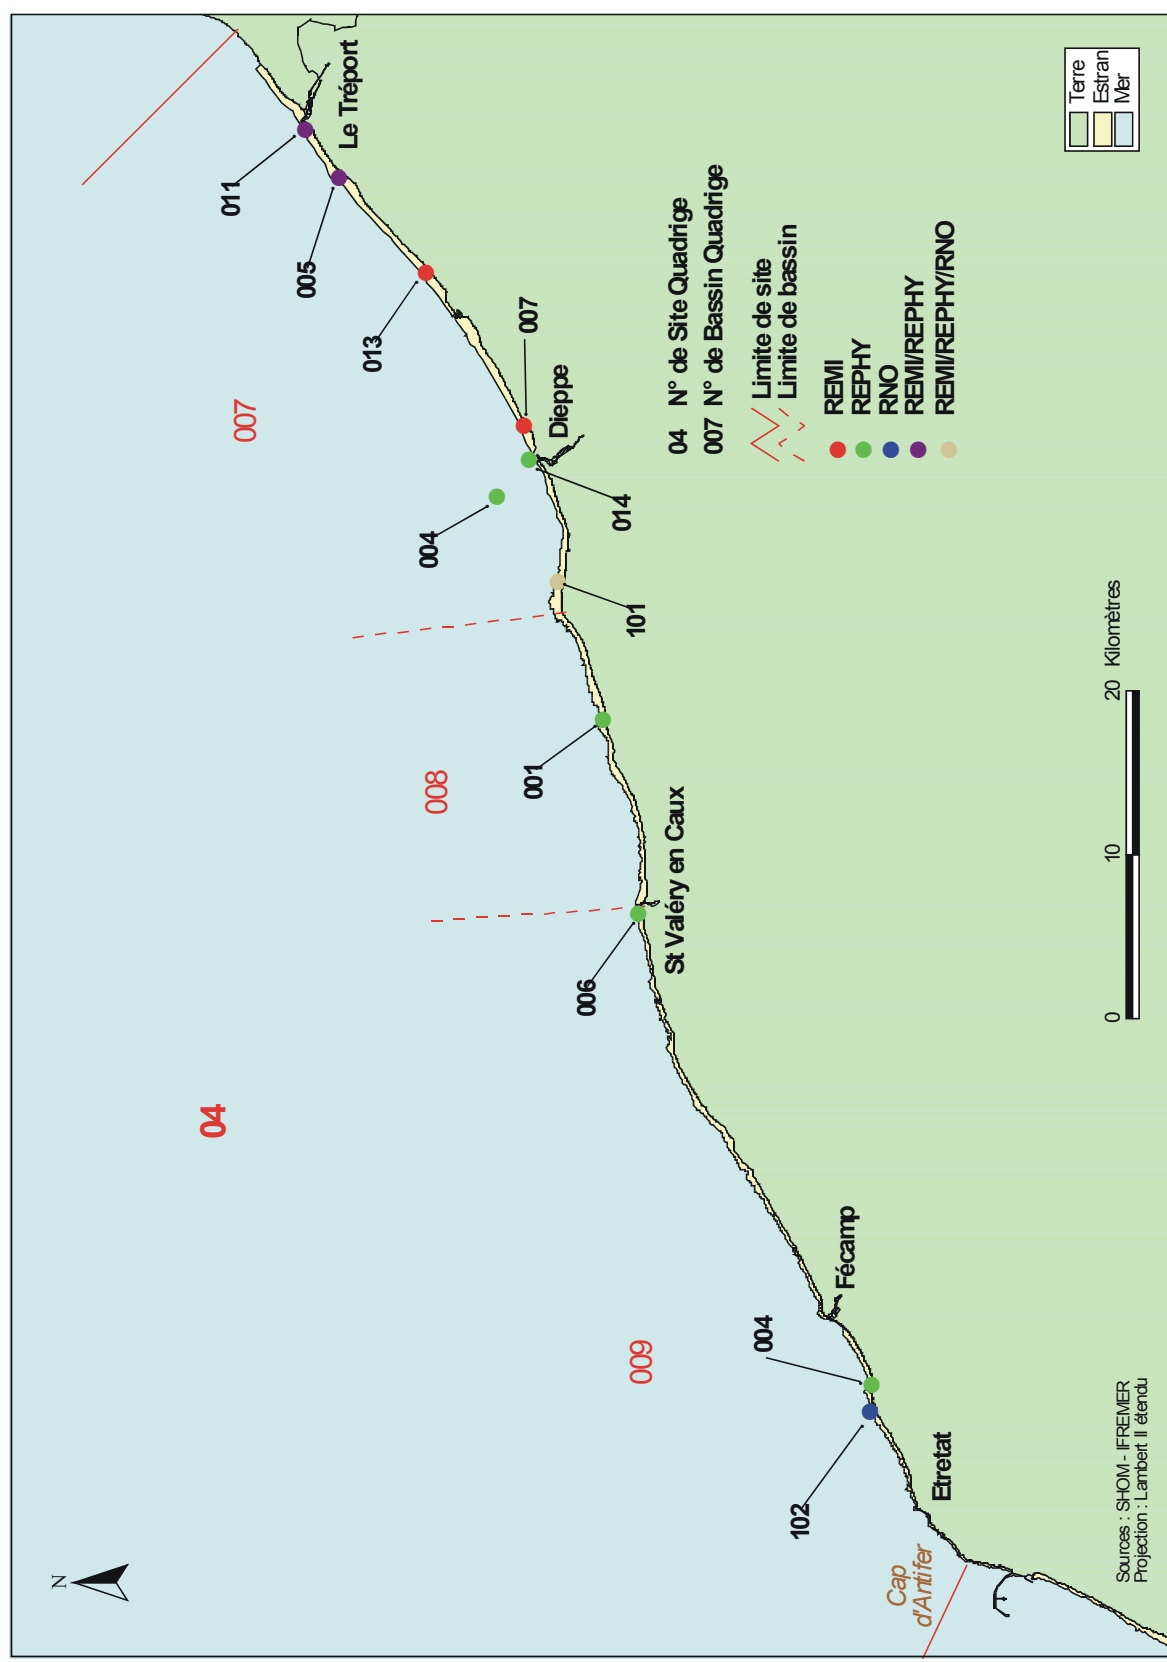 N
04
007
008
009
011
005
013
007
004
014
101
001
006
004
102
Le Tréport
Dieppe
St Valéry en Caux
Fécamp
Etretat
Cap
d'Antifer
04 N° de Site Quadrige
007 N° de Bassin Quadrige
Limite de site
Limite de bassin
REMI
REPHY
RNO
REMI/REPHY
REMI/REPHY/RNO
Terre
Estran
Mer
0 10 20 Kilomètres
Sources : SHOM - IFREMER
Projection : Lambert II étendu